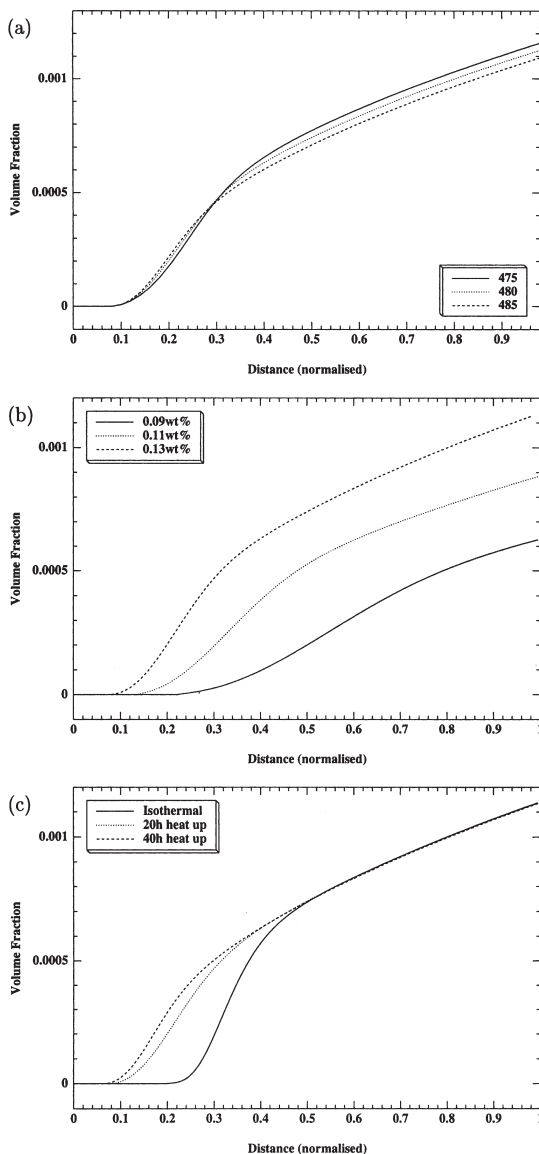 (a)
Volume Fraction
0.001
0.0005
0
475
480
485
0 0.1 0.2 0.3 0.4 0.5 0.6 0.7 0.8 0.9 1
Distance (normalised)
(b)
0.09wt%
0.11wt%
0.13wt%
Volume Fraction
0.001
0.0005
0
0 0.1 0.2 0.3 0.4 0.5 0.6 0.7 0.8 0.9 1
Distance (normalised)
(c)
Isothermal
20h heat up
40h heat up
Volume Fraction
0.001
0.0005
0
0 0.1 0.2 0.3 0.4 0.5 0.6 0.7 0.8 0.9 1
Distance (normalised)